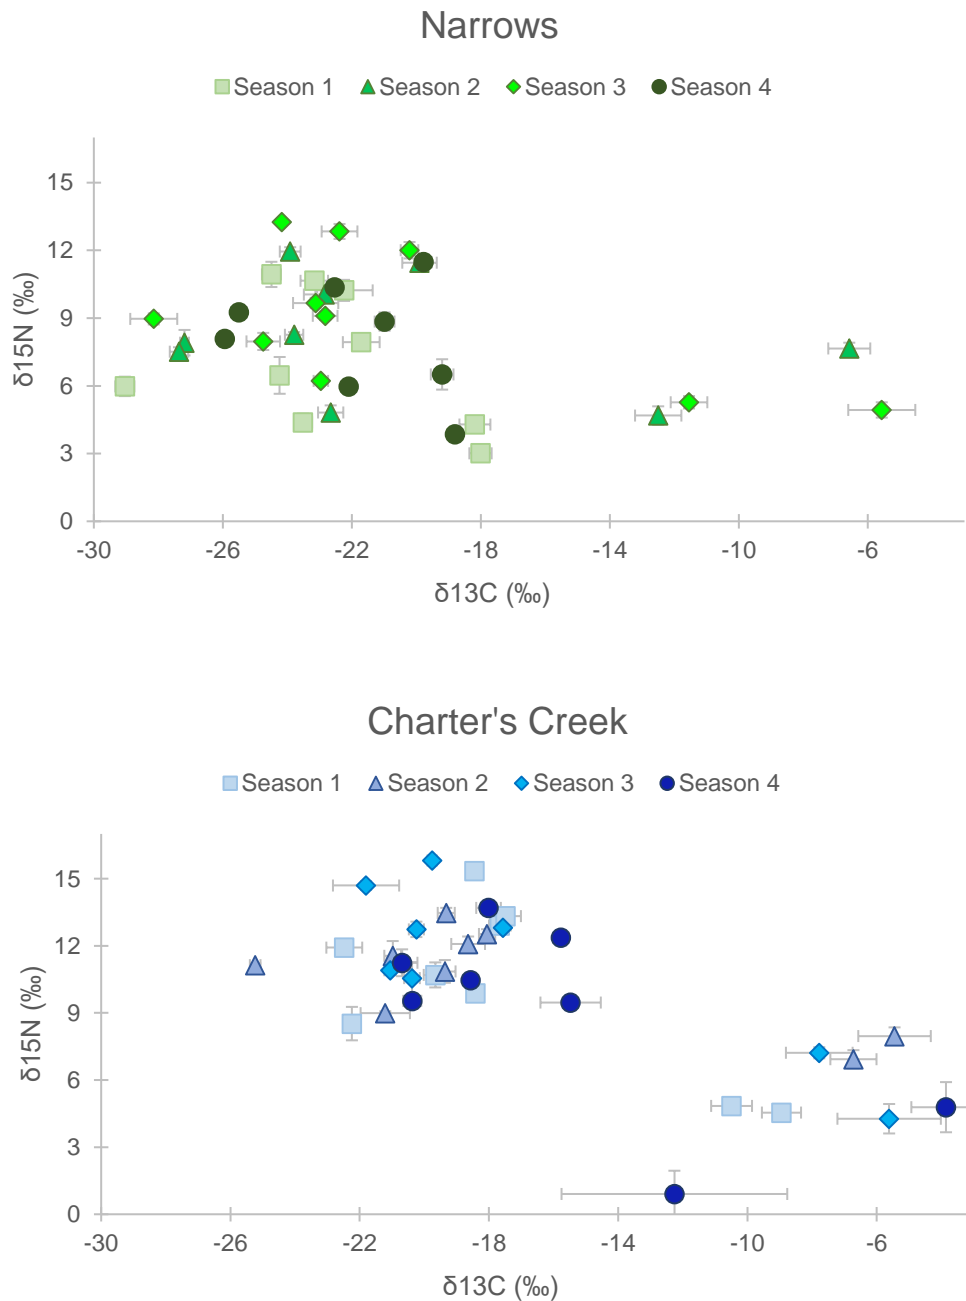 Narrows
Season 1 Season 2 Season 3 Season 4
15
12
9
6
3
0
δ15N (‰)
-30 -26 -22 -18 -14 -10 -6
δ13C (‰)
Charter's Creek
Season 1 Season 2 Season 3 Season 4
15
12
9
6
3
0
δ15N (‰)
-30 -26 -22 -18 -14 -10 -6
δ13C (‰)